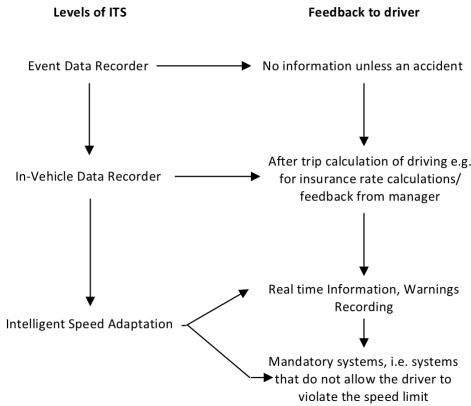 Levels of ITS
Feedback to driver
Event Data Recorder
No information unless an accident
In-Vehicle Data Recorder
After trip calculation of driving e.g.
for insurance rate calculations/
feedback from manager
Intelligent Speed Adaptation
Real time Information, Warnings
Recording
Mandatory systems, i.e. systems
that do not allow the driver to
violate the speed limit